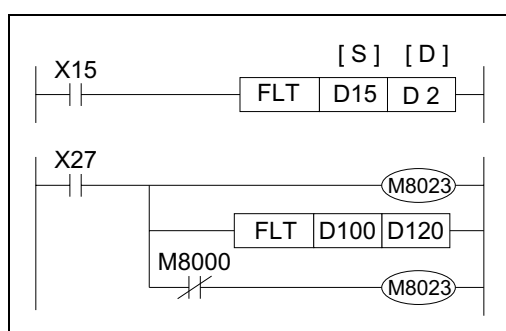 [ S ] [ D ]
X15
FLT D15 D 2
X27
M8023
FLT D100 D120
M8000
M8023